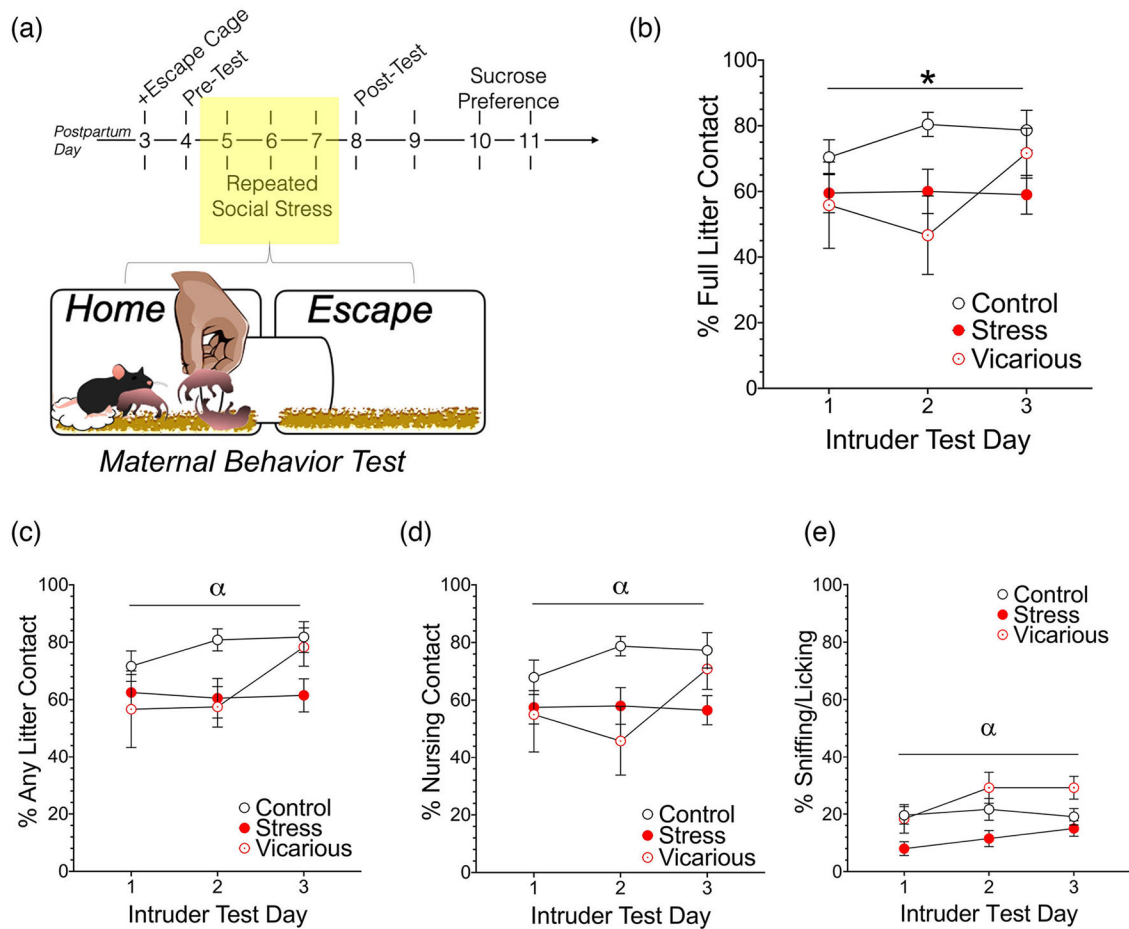 (a)
+Escape Cage
Pre-Test
Post-Test
Sucrose
Preference
Postpartum
Day
3 4 5 6 7 8 9 10 11
Repeated
Social Stress
Home
Escape
Maternal Behavior Test
(b)
*
100
80
60
40
20
0
% Full Litter Contact
Control
Stress
Vicarious
1 2 3
Intruder Test Day
(c)
α
100
80
60
40
20
0
% Any Litter Contact
Control
Stress
Vicarious
1 2 3
Intruder Test Day
(d)
α
100
80
60
40
20
0
% Nursing Contact
Control
Stress
Vicarious
1 2 3
Intruder Test Day
(e)
Control
Stress
Vicarious
α
100
80
60
40
20
0
% Sniffing/Licking
1 2 3
Intruder Test Day